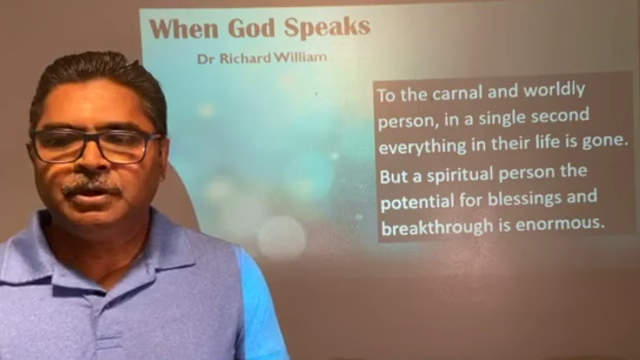 When God Speaks
Dr Richard William
To the carnal and worldly
person, in a single second
everything in their life is gone.
But a spiritual person the
potential for blessings and
breakthrough is enormous.